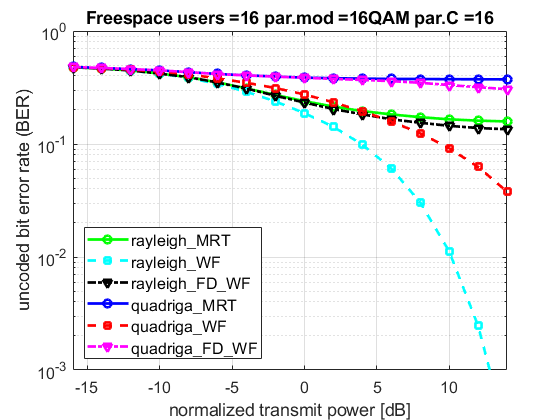 Freespace users =16 par.mod =16QAM par.C =16
10^0
10^-1
10^-2
10^-3
uncoded bit error rate (BER)
rayleigh_MRT
rayleigh_WF
rayleigh_FD_WF
quadriga_MRT
quadriga_WF
quadriga_FD_WF
-15 -10 -5 0 5 10
normalized transmit power [dB]